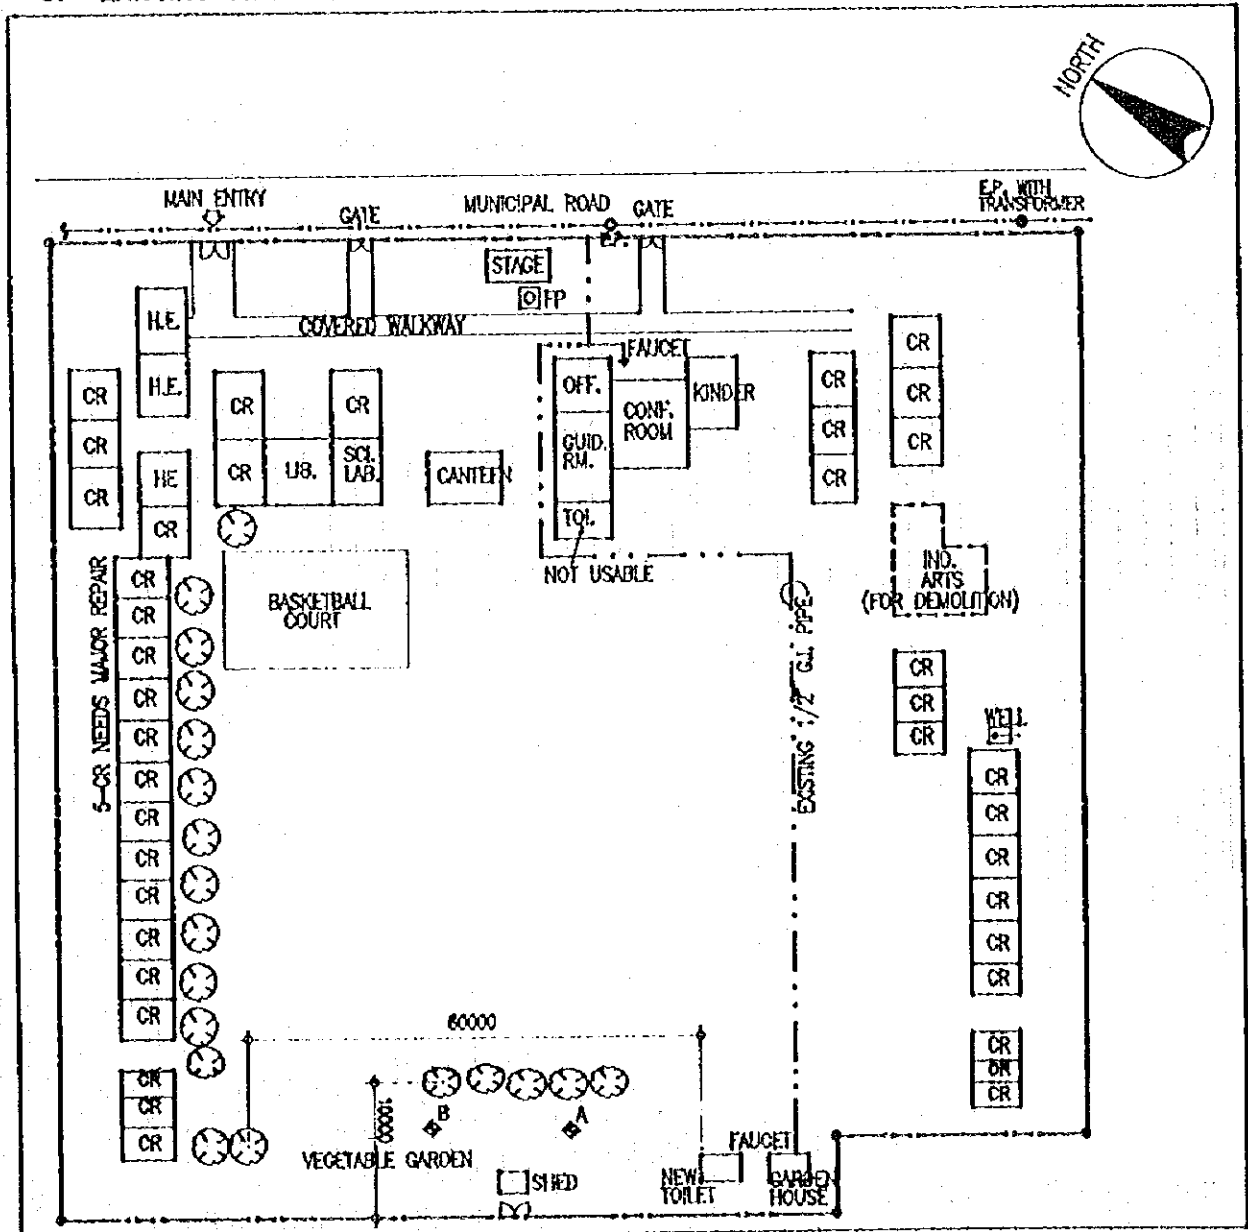 NORTH
MAIN ENTRY
GATE
MUNICIPAL ROAD
GATE
E.P. WITH
TRANSFORMER
E.P.
STAGE
FP
COVERED WALKWAY
H.E.
H.E.
FAUCET
OFF.
CONF.
ROOM
KINDER
GUID.
RM.
TOI.
NOT USABLE
CR
CR
CR
CR
CR
LIB.
CR
SCI.
LAB.
CANTEEN
HE
CR
CR
CR
CR
CR
CR
CR
IND.
ARTS
(FOR DEMOLITION)
BASKETBALL
COURT
5-CR NEEDS MAJOR REPAIR
CR
CR
CR
CR
CR
CR
CR
CR
CR
CR
CR
CR
EXISTING 1/2" G.I. PIPE
CR
CR
CR
WELL
CR
CR
CR
CR
CR
CR
60000
CR
CR
CR
CR
CR
CR
10000
B
A
VEGETABLE GARDEN
SHED
FAUCET
NEW
TOILET
GARDEN
HOUSE